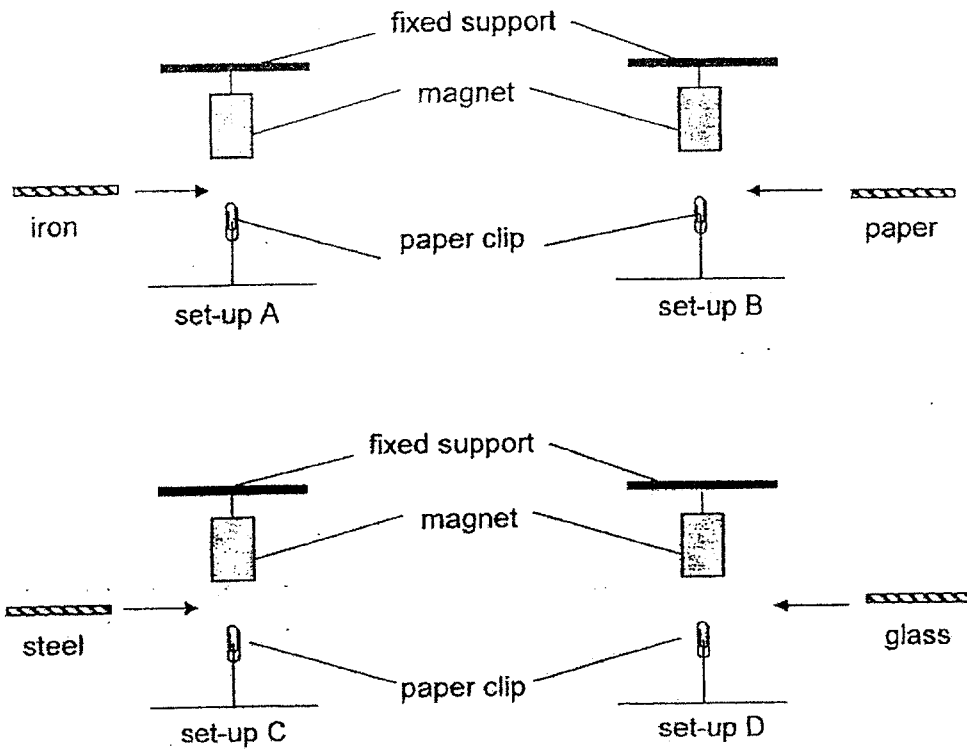 fixed support
magnet
iron
paper
paper clip
set-up A
set-up B
fixed support
magnet
steel
glass
paper clip
set-up C
set-up D